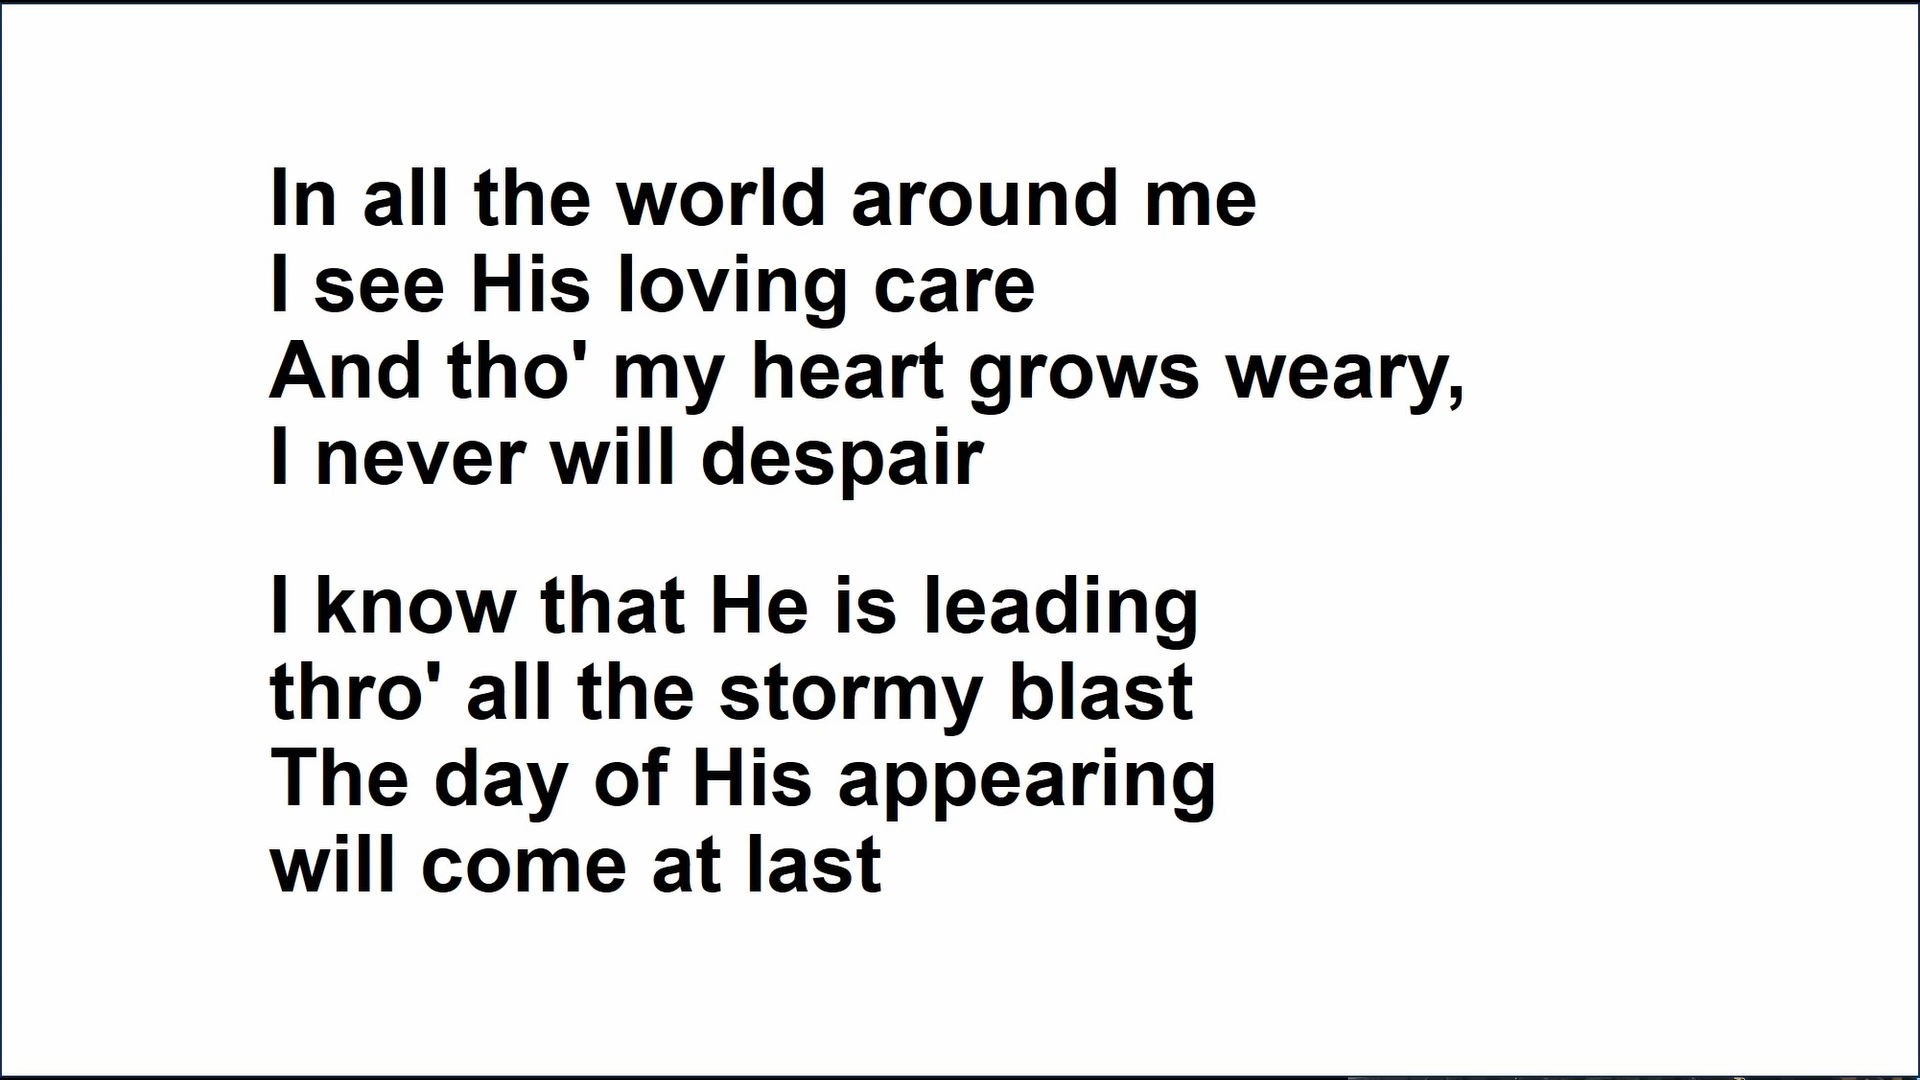 In all the world around me
I see His loving care
And tho' my heart grows weary,
I never will despair
I know that He is leading
thro' all the stormy blast
The day of His appearing
will come at last